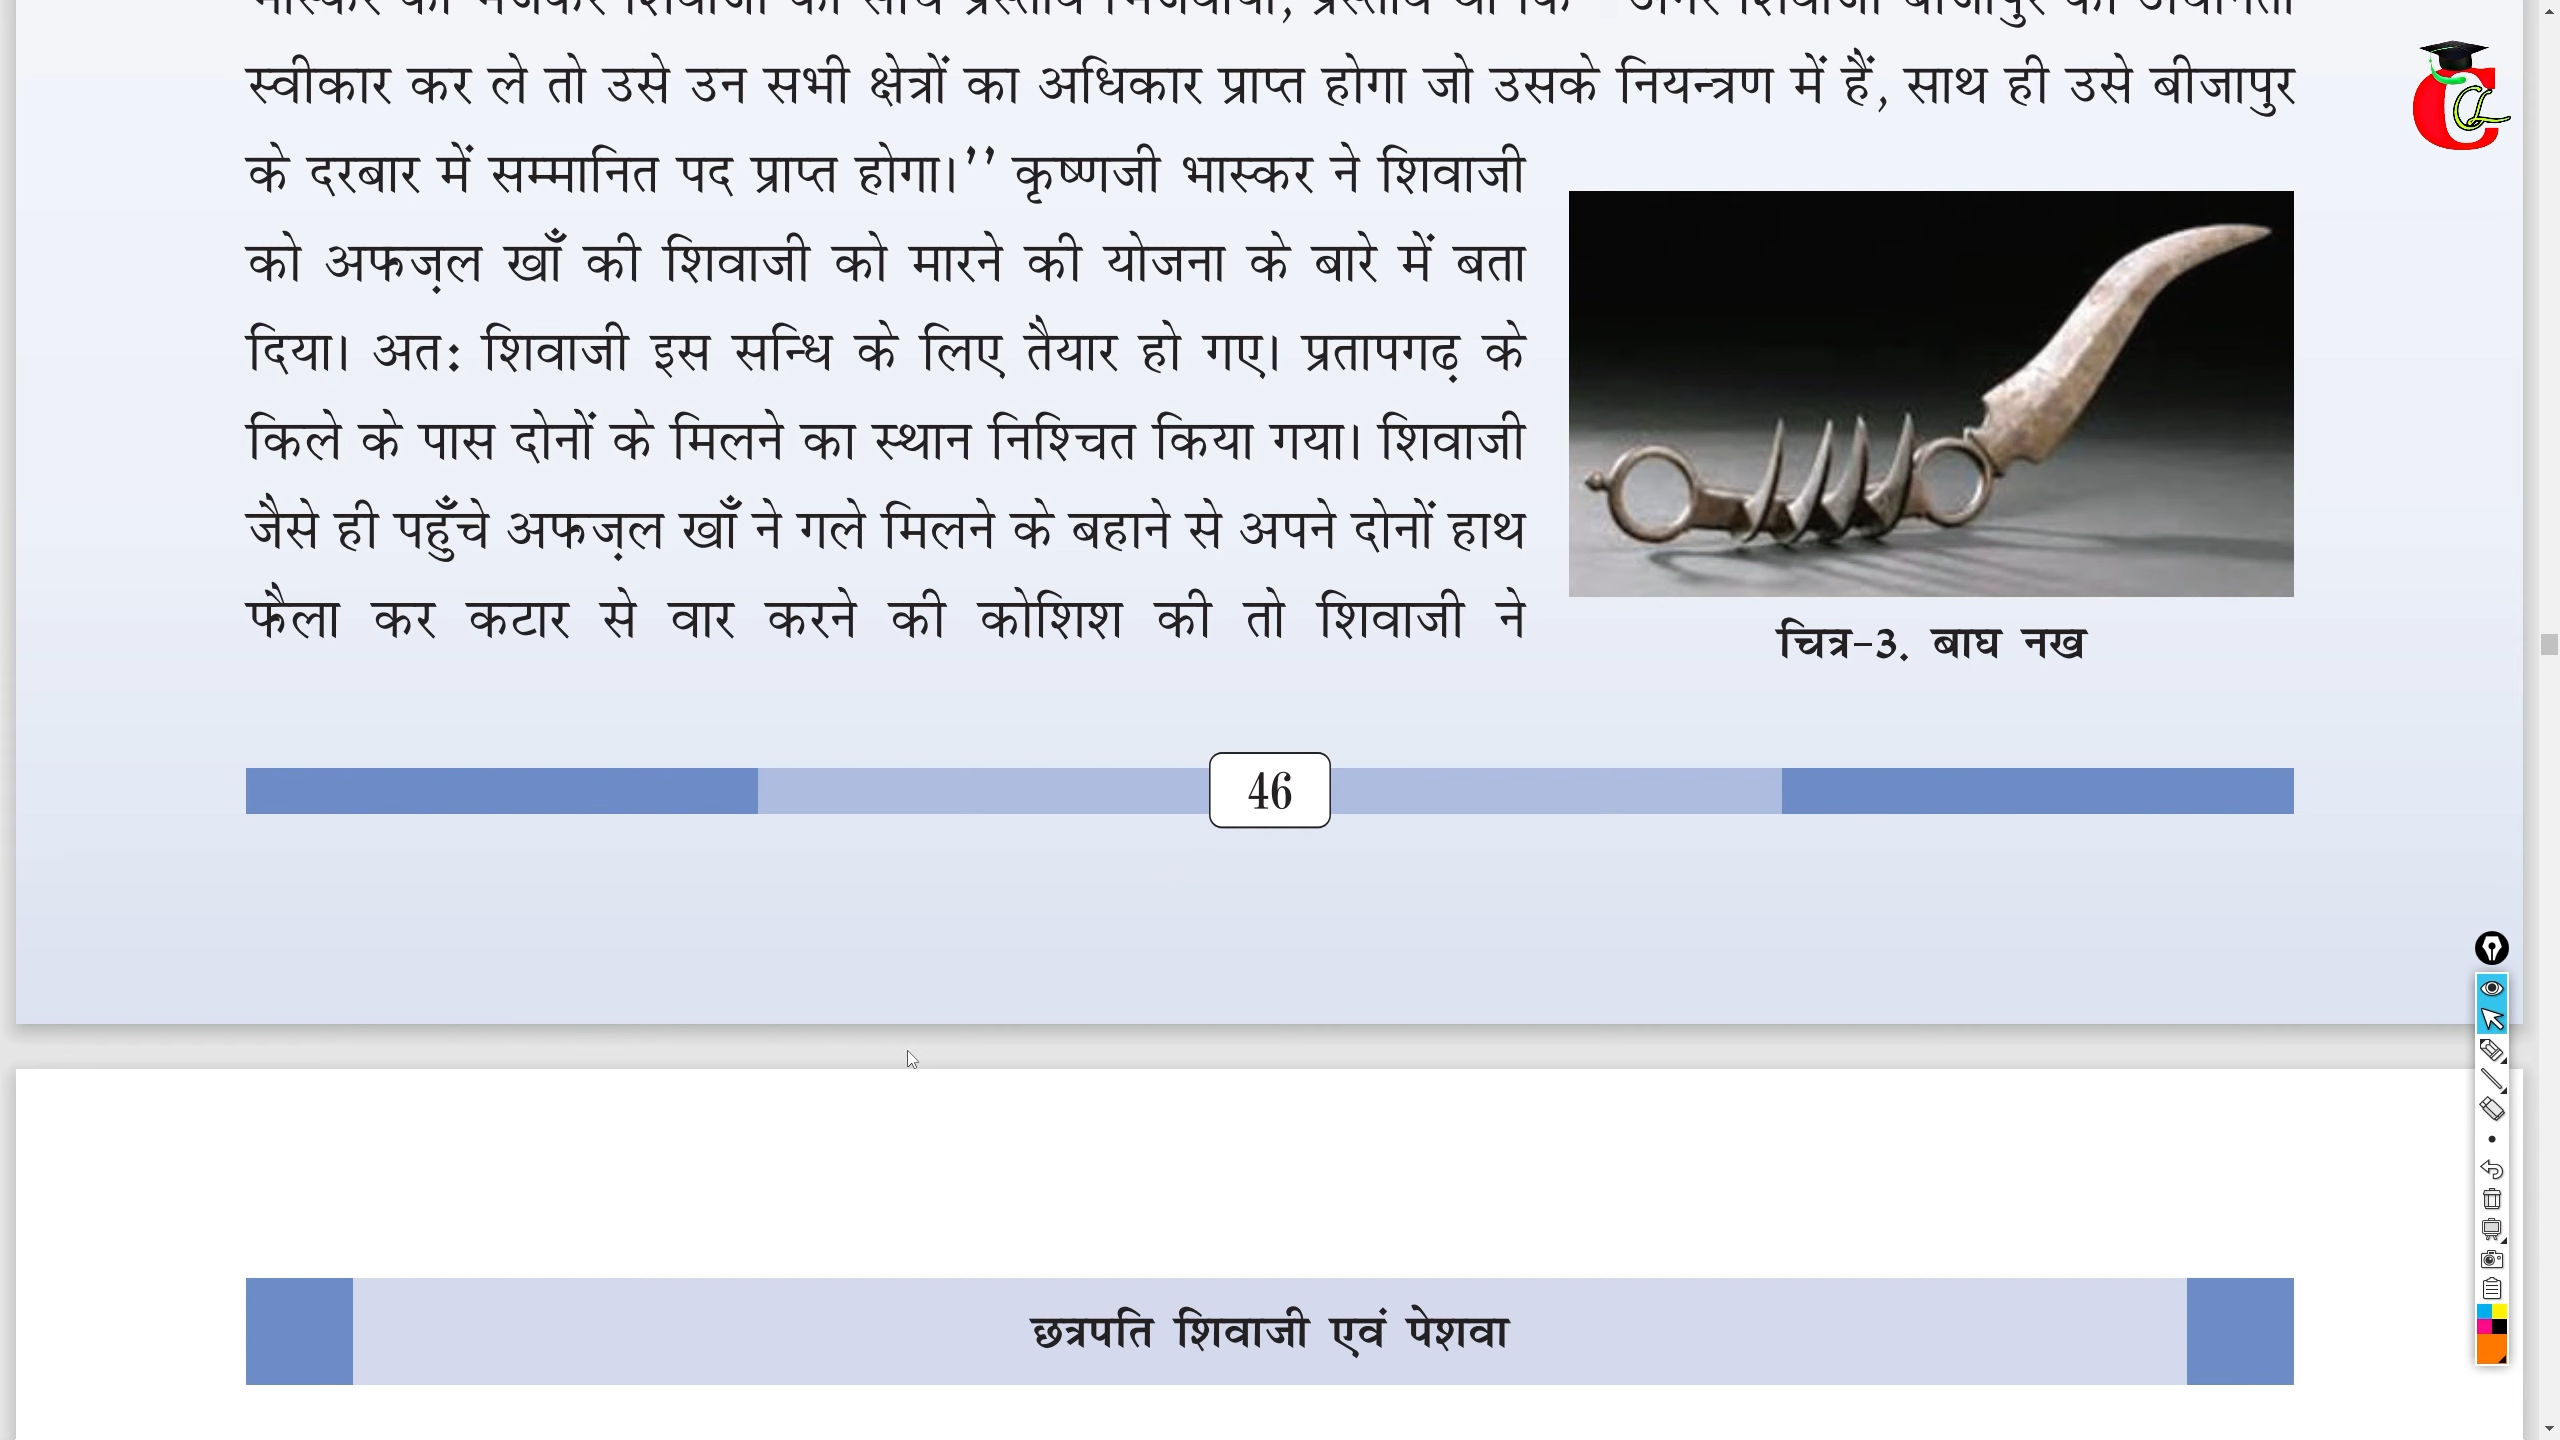 स्वीकार कर ले तो उसे उन सभी क्षेत्रों का अधिकार प्राप्त होगा जो उसके नियन्त्रण में हैं, साथ ही उसे बीजापुर
के दरबार में सम्मानित पद प्राप्त होगा।’’ कृष्णजी भास्कर ने शिवाजी
को अफज़ल खाँ की शिवाजी को मारने की योजना के बारे में बता
दिया। अतः शिवाजी इस सन्धि के लिए तैयार हो गए। प्रतापगढ़ के
किले के पास दोनों के मिलने का स्थान निश्चित किया गया। शिवाजी
जैसे ही पहुँचे अफज़ल खाँ ने गले मिलने के बहाने से अपने दोनों हाथ
फैला कर कटार से वार करने की कोशिश की तो शिवाजी ने
चित्र-3. बाघ नख
46
छत्रपति शिवाजी एवं पेशवा